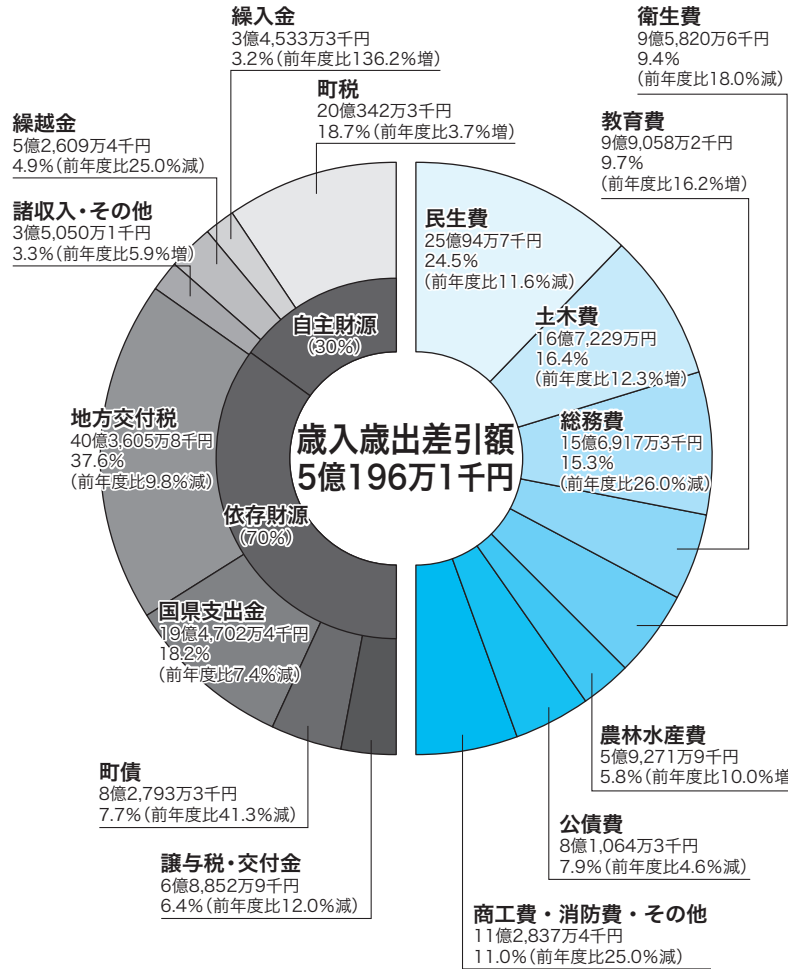 繰入金
3億4,533万3千円
3.2%(前年度比136.2%増)
町税
20億342万3千円
18.7%(前年度比3.7%増)
繰越金
5億2,609万4千円
4.9%(前年度比25.0%減)
諸収入・その他
3億5,050万1千円
3.3%(前年度比5.9%増)
自主財源
(30%)
地方交付税
40億3,605万8千円
37.6%
(前年度比9.8%減)
依存財源
(70%)
国県支出金
19億4,702万4千円
18.2%
(前年度比7.4%減)
町債
8億2,793万3千円
7.7%(前年度比41.3%減)
譲与税・交付金
6億8,852万9千円
6.4%(前年度比12.0%減)
歳入歳出差引額
5億196万1千円
衛生費
9億5,820万6千円
9.4%
(前年度比18.0%減)
教育費
9億9,058万2千円
9.7%
(前年度比16.2%増)
民生費
25億94万7千円
24.5%
(前年度比11.6%減)
土木費
16億7,229万円
16.4%
(前年度比12.3%増)
総務費
15億6,917万3千円
15.3%
(前年度比26.0%減)
農林水産費
5億9,271万9千円
5.8%(前年度比10.0%増
公債費
8億1,064万3千円
7.9%(前年度比4.6%減)
商工費・消防費・その他
11億2,837万4千円
11.0%(前年度比25.0%減)